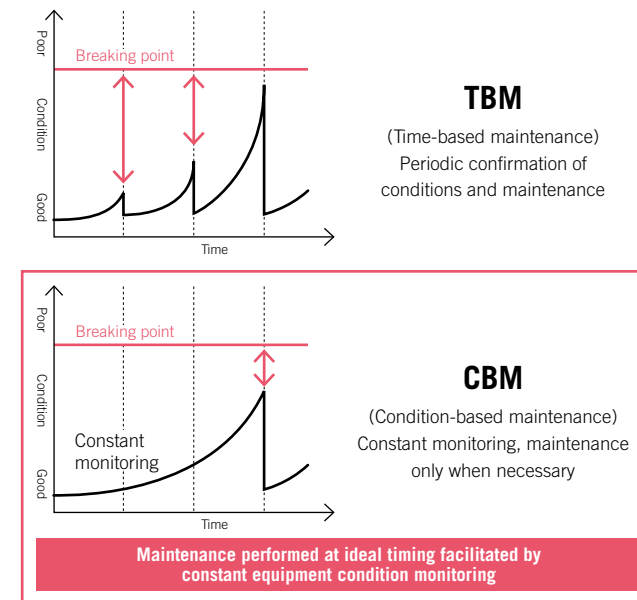 Poor
Condition
Good
Breaking point
Time
TBM
(Time-based maintenance)
Periodic confirmation of
conditions and maintenance
Poor
Condition
Good
Breaking point
Constant
monitoring
Time
CBM
(Condition-based maintenance)
Constant monitoring, maintenance
only when necessary
Maintenance performed at ideal timing facilitated by
constant equipment condition monitoring